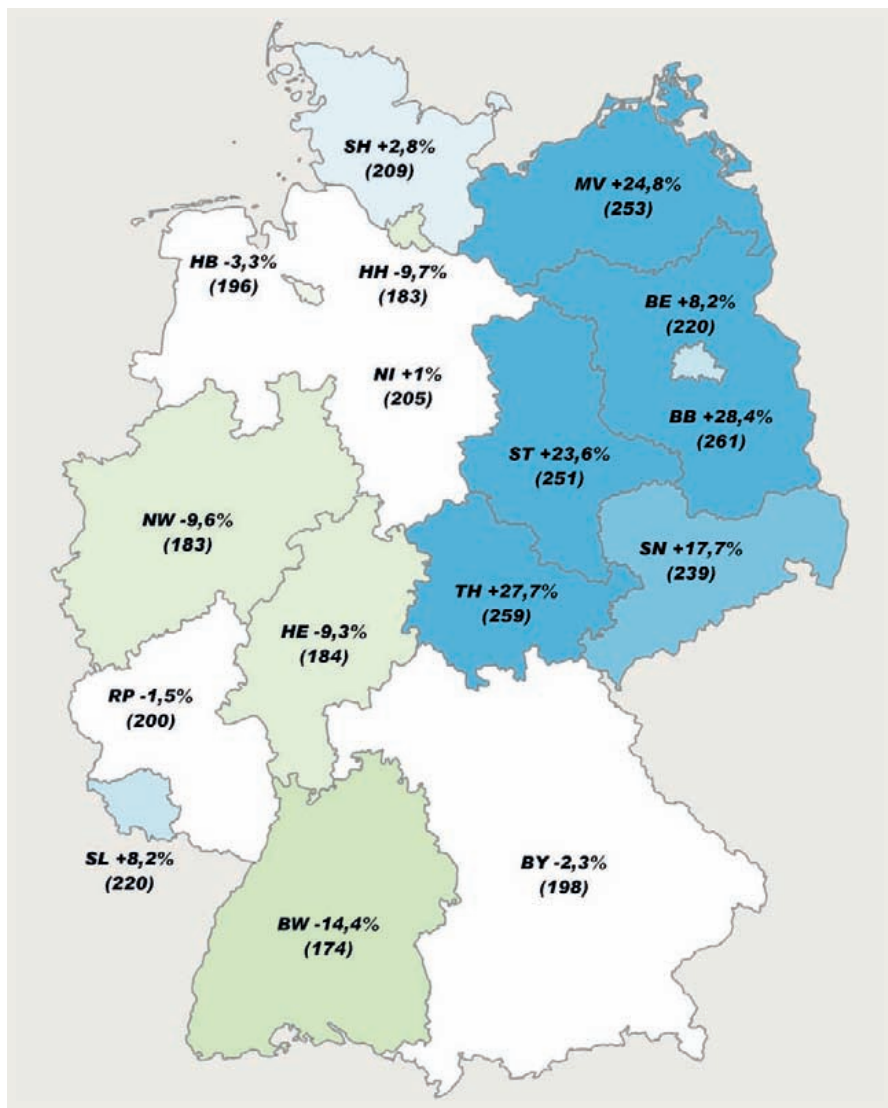 SH +2,8%
(209)
MV +24,8%
(253)
HB -3,3%
(196)
HH -9,7%
(183)
BE +8,2%
(220)
NI +1%
(205)
BB +28,4%
(261)
ST +23,6%
(251)
NW -9,6%
(183)
SN +17,7%
(239)
TH +27,7%
(259)
HE -9,3%
(184)
RP -1,5%
(200)
SL +8,2%
(220)
BY -2,3%
(198)
BW -14,4%
(174)